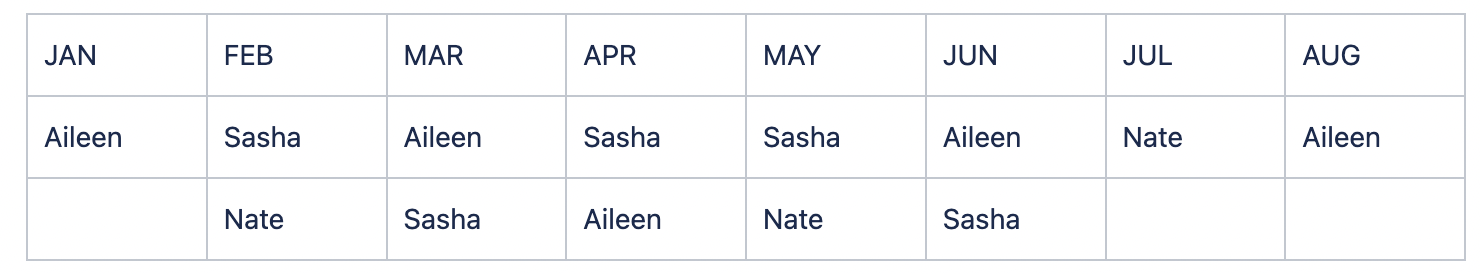 JAN FEB MAR APR MAY JUN JUL AUG
Aileen Sasha Aileen Sasha Sasha Aileen Nate Aileen
Nate Sasha Aileen Nate Sasha